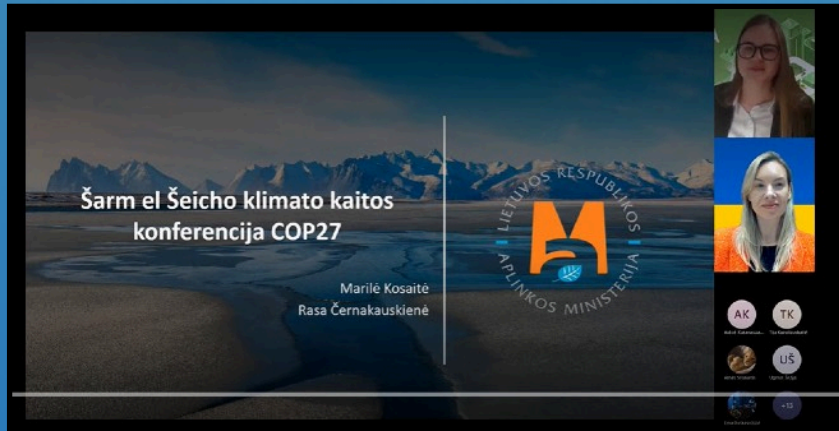 Šarm el Šeicho klimato kaitos
konferencija COP27
Marilė Kosaitė
Rasa Černakauskienė
LIETUVOS RESPUBLIKOS
APLINKOS MINISTERIJA
AK
TK
UŠ
+13